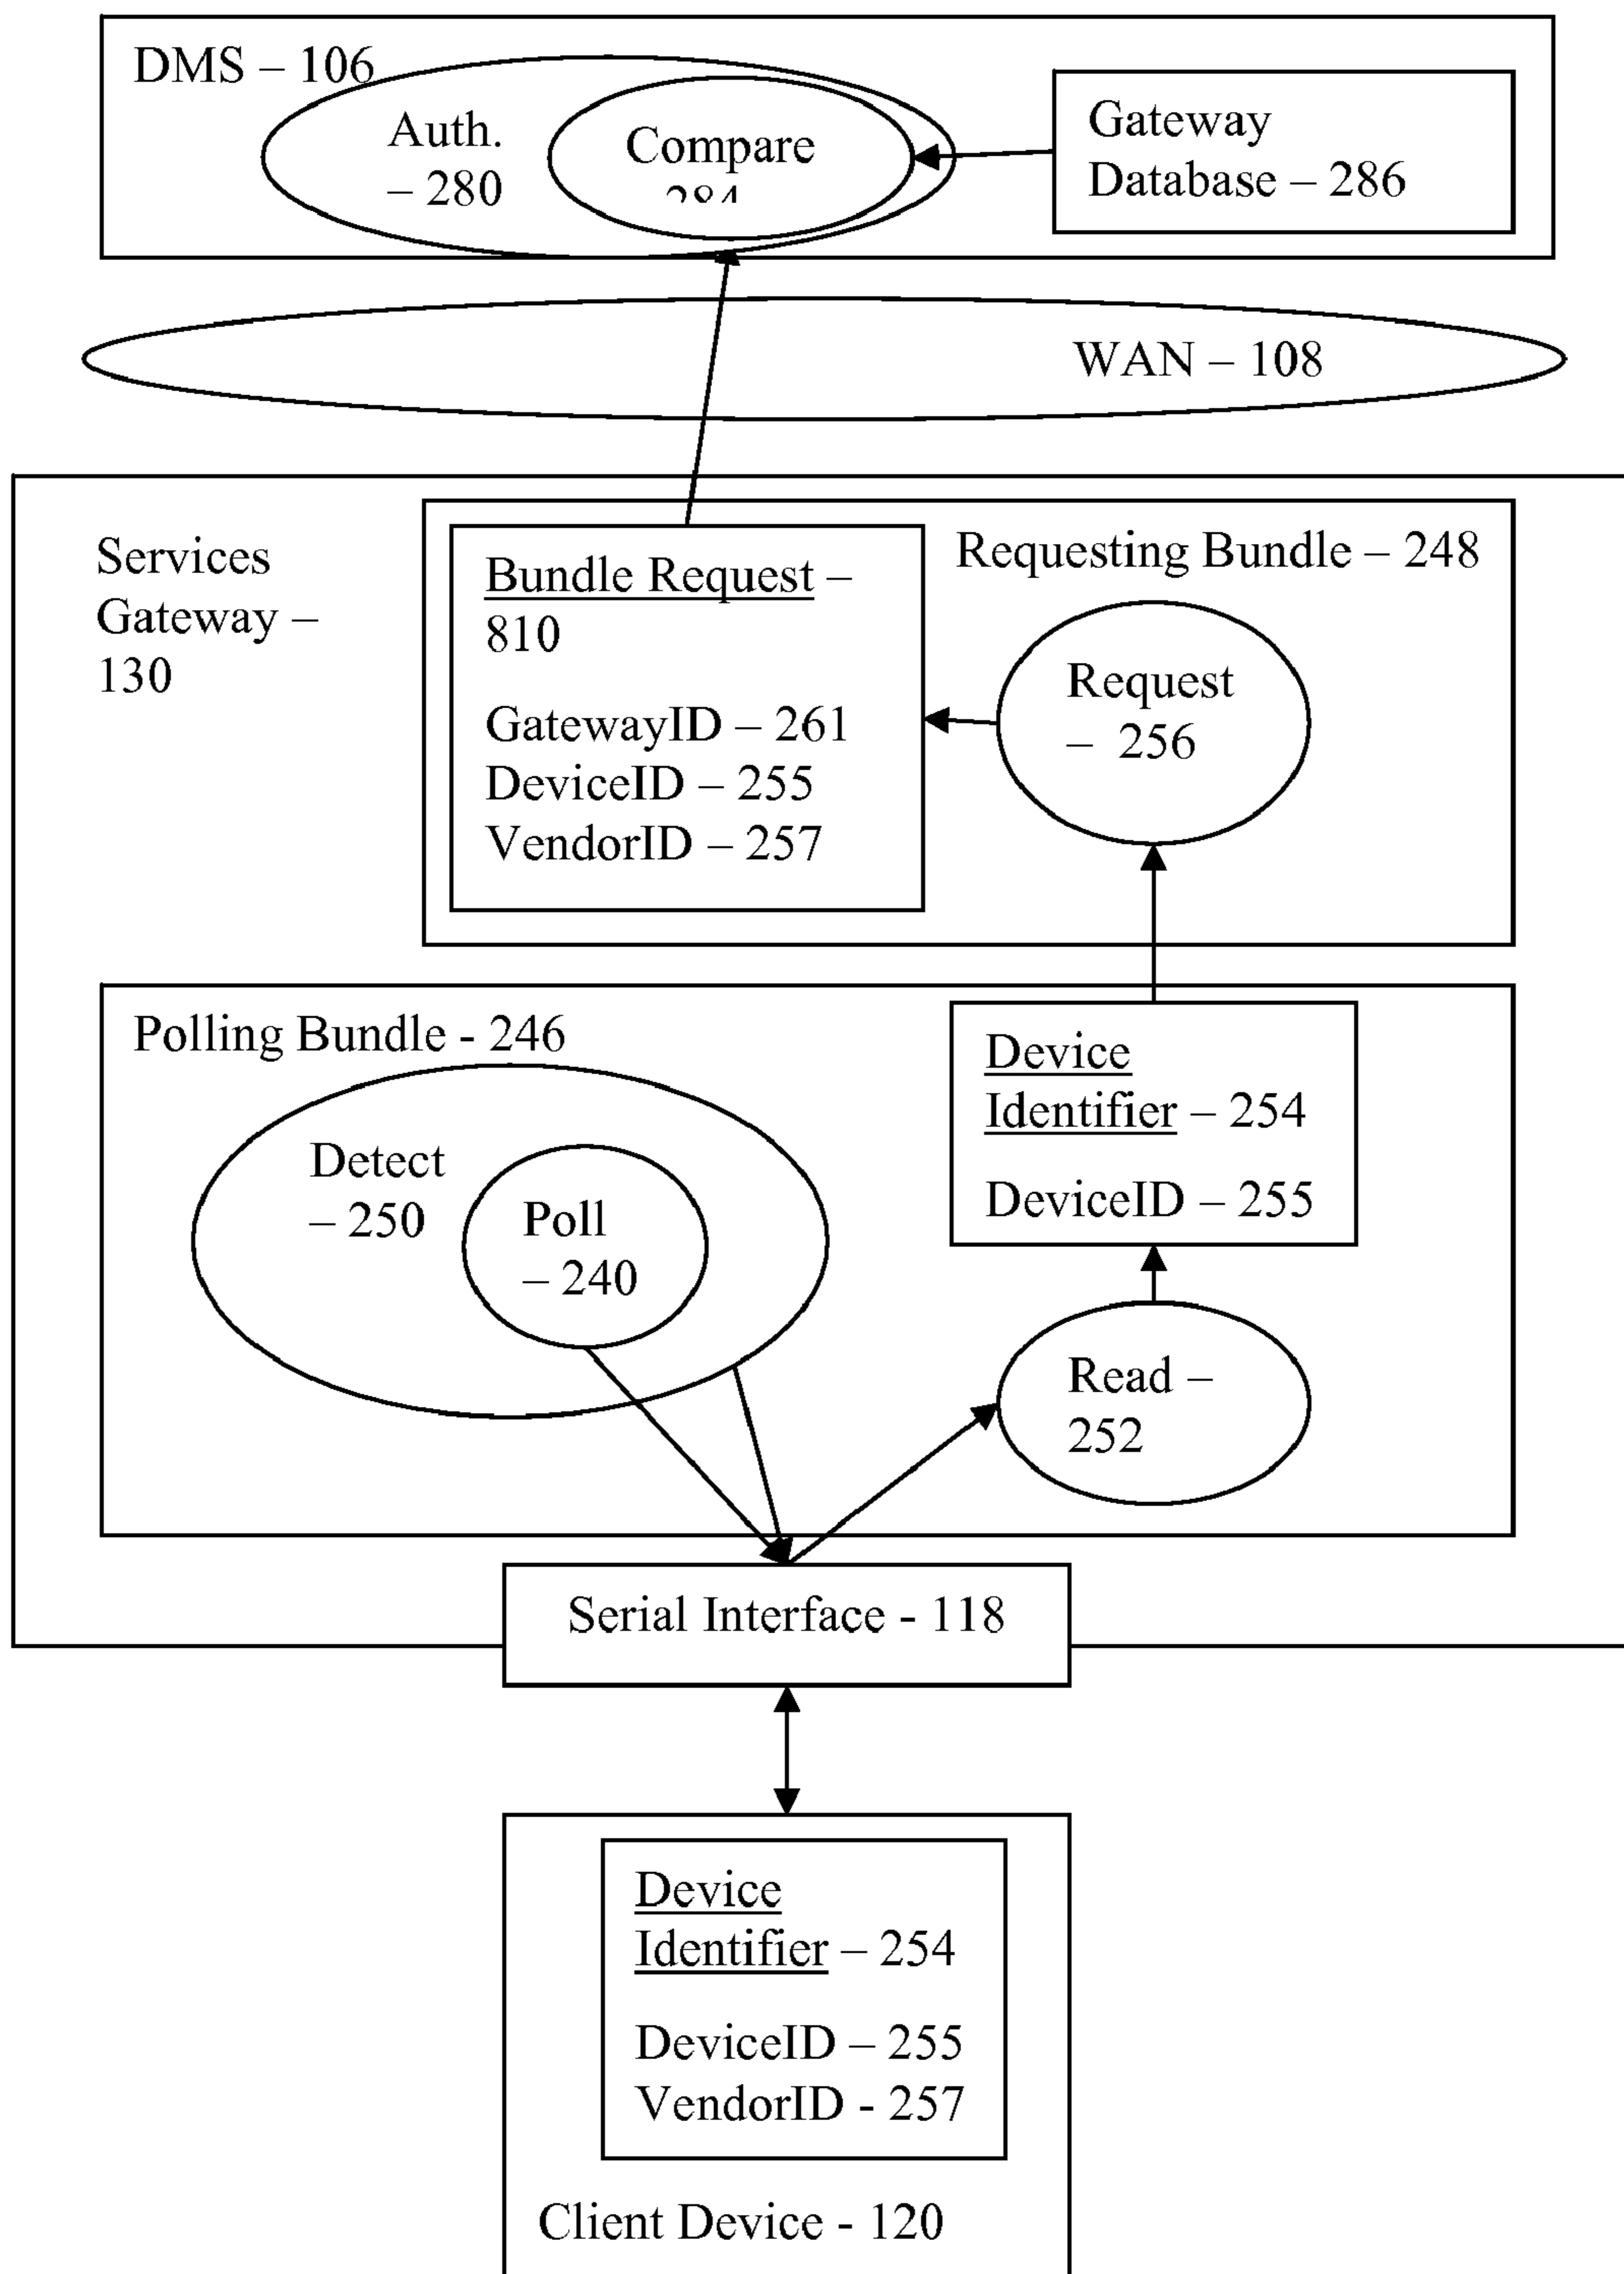 DMS – 106
Auth.
– 280
Compare
Gateway
Database – 286
WAN – 108
Services
Gateway –
130
Bundle Request –
810
GatewayID – 261
DeviceID – 255
VendorID – 257
Requesting Bundle – 248
Request
– 256
Polling Bundle - 246
Detect
– 250
Poll
– 240
Device
Identifier – 254
DeviceID – 255
Read –
252
Serial Interface - 118
Device
Identifier – 254
DeviceID – 255
VendorID - 257
Client Device - 120